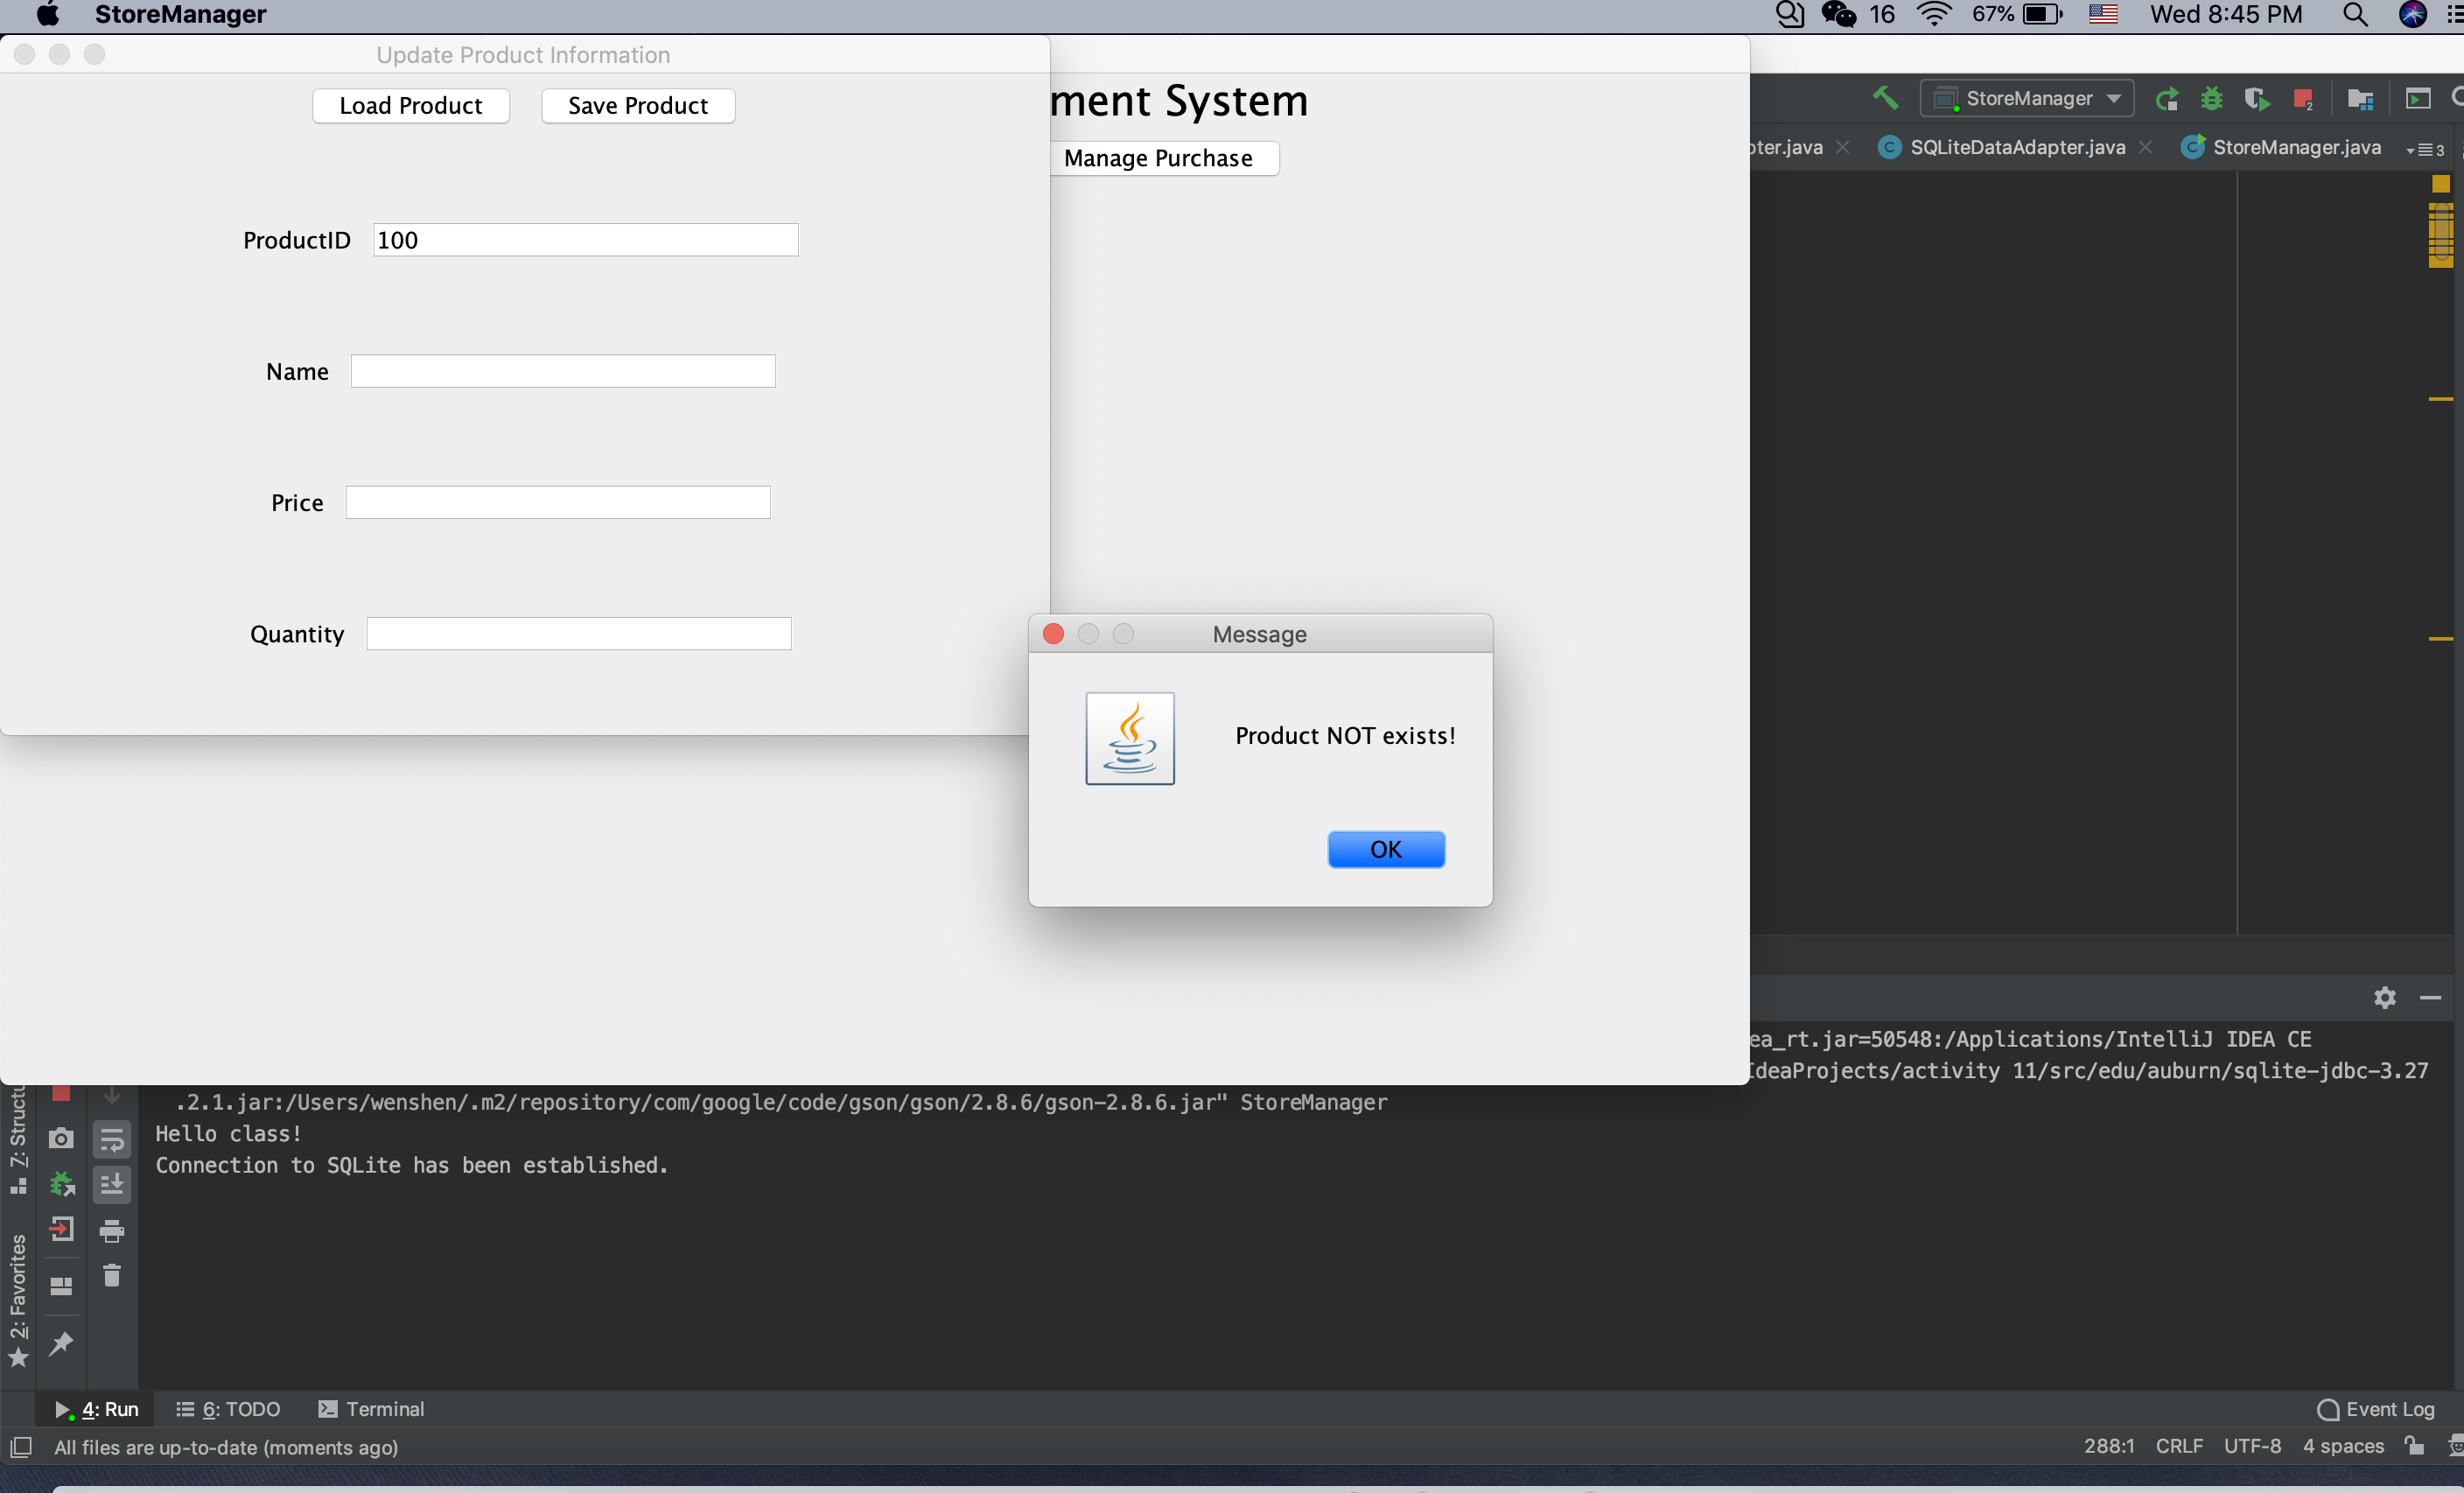 StoreManager
16
67%
Wed 8:45 PM
Update Product Information
Load Product
Save Product
ment System
Manage Purchase
StoreManager
2
pter.java
C SQLiteDataAdapter.java
C StoreManager.java
3
ProductID
100
Name
Price
Quantity
Message
Product NOT exists!
OK
ea_rt.jar=50548:/Applications/IntelliJ IDEA CE
IdeaProjects/activity 11/src/edu/auburn/sqlite-jdbc-3.27
.2.1.jar:/Users/wenshen/.m2/repository/com/google/code/gson/gson/2.8.6/gson-2.8.6.jar" StoreManager
Hello class!
Connection to SQLite has been established.
Z: Structu
2: Favorites
4: Run
6: TODO
Terminal
Event Log
All files are up-to-date (moments ago)
288:1
CRLF
UTF-8
4 spaces